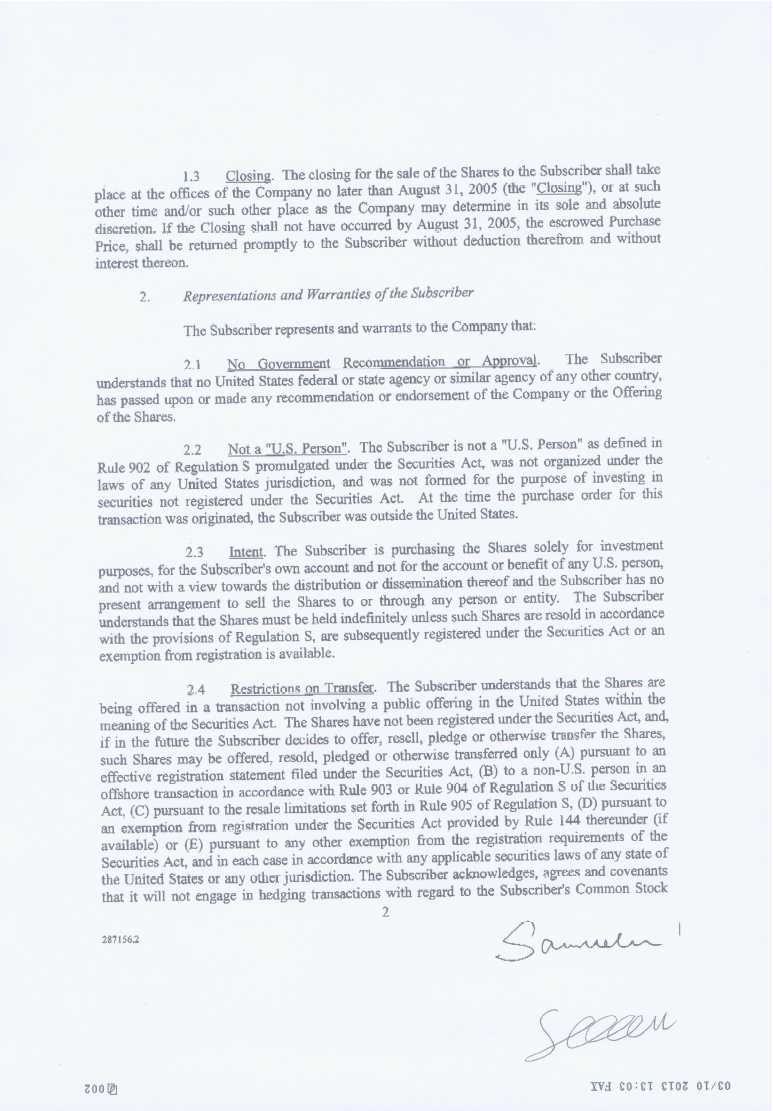 1.3 Closing. The closing for the sale of the Shares to the Subscriber shall take
place at the offices of the Company no later than August 31, 2005 (the "Closing"), or at such
other time and/or such other place as the Company may determine in its sole and absolute
discretion. If the Closing shall not have occurred by August 31, 2005, the escrowed Purchase
Price, shall be returned promptly to the Subscriber without deduction therefrom and without
interest thereon.
2. Representations and Warranties of the Subscriber
The Subscriber represents and warrants to the Company that:
2.1 No Government Recommendation or Approval. The Subscriber
understands that no United States federal or state agency or similar agency of any other country,
has passed upon or made any recommendation or endorsement of the Company or the Offering
of the Shares.
2.2 Not a "U.S. Person". The Subscriber is not a "U.S. Person" as defined in
Rule 902 of Regulation S promulgated under the Securities Act, was not organized under the
laws of any United States jurisdiction, and was not formed for the purpose of investing in
securities not registered under the Securities Act. At the time the purchase order for this
transaction was originated, the Subscriber was outside the United States.
2.3 Intent. The Subscriber is purchasing the Shares solely for investment
purposes, for the Subscriber's own account and not for the account or benefit of any U.S. person,
and not with a view towards the distribution or dissemination thereof and the Subscriber has no
present arrangement to sell the Shares to or through any person or entity. The Subscriber
understands that the Shares must be held indefinitely unless such Shares are resold in accordance
with the provisions of Regulation S, are subsequently registered under the Securities Act or an
exemption from registration is available.
2.4 Restrictions on Transfer. The Subscriber understands that the Shares are
being offered in a transaction not involving a public offering in the United States within the
meaning of the Securities Act. The Shares have not been registered under the Securities Act, and,
if in the future the Subscriber decides to offer, resell, pledge or otherwise transfer the Shares,
such Shares may be offered, resold, pledged or otherwise transferred only (A) pursuant to an
effective registration statement filed under the Securities Act, (B) to a non-U.S. person in an
offshore transaction in accordance with Rule 903 or Rule 904 of Regulation S of the Securities
Act, (C) pursuant to the resale limitations set forth in Rule 905 of Regulation S, (D) pursuant to
an exemption from registration under the Securities Act provided by Rule 144 thereunder (if
available) or (E) pursuant to any other exemption from the registration requirements of the
Securities Act, and in each case in accordance with any applicable securities laws of any state of
the United States or any other jurisdiction. The Subscriber acknowledges, agrees and covenants
that it will not engage in hedging transactions with regard to the Subscriber's Common Stock
2
287156.2
03/10 2013 13:03 FAX
002